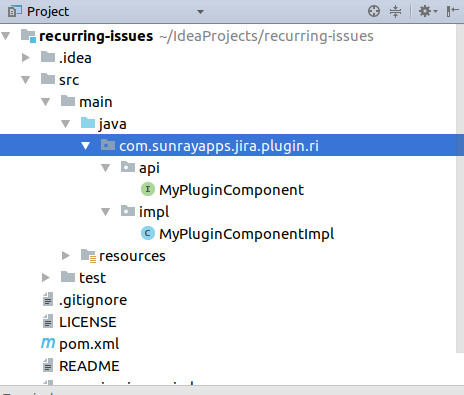 Project
recurring-issues ~/IdeaProjects/recurring-issues
.idea
src
main
java
com.sunrayapps.jira.plugin.ri
api
I MyPluginComponent
impl
C MyPluginComponentImpl
resources
test
.gitignore
LICENSE
m pom.xml
README